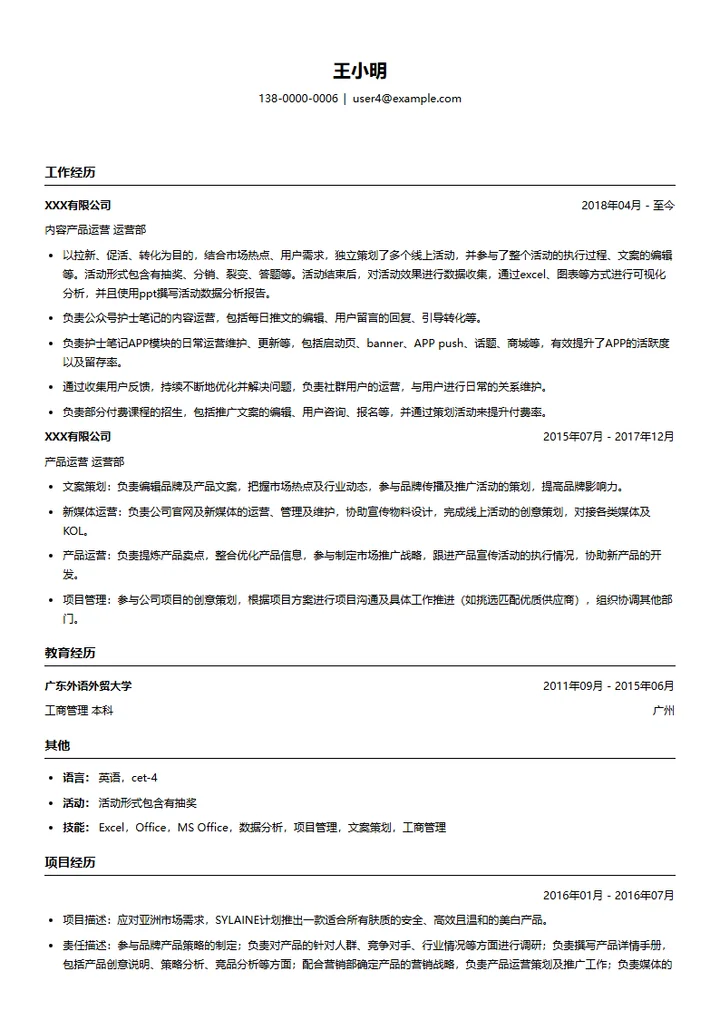 王小明
138-0000-0006 | user4@example.com
工作经历
XXX有限公司 2018年04月 - 至今
内容产品运营 运营部
• 以拉新、促活、转化为目的，结合市场热点、用户需求，独立策划了多个线上活动，并参与了整个活动的执行过程、文案的编辑
等。活动形式包含有抽奖、分销、裂变、答题等。活动结束后，对活动效果进行数据收集，通过excel、图表等方式进行可视化
分析，并且使用ppt撰写活动数据分析报告。
• 负责公众号护士笔记的内容运营，包括每日推文的编辑、用户留言的回复、引导转化等。
• 负责护士笔记APP模块的日常运营维护、更新等，包括启动页、banner、APP push、话题、商城等，有效提升了APP的活跃度
以及留存率。
• 通过收集用户反馈，持续不断地优化并解决问题，负责社群用户的运营，与用户进行日常的关系维护。
• 负责部分付费课程的招生，包括推广文案的编辑、用户咨询、报名等，并通过策划活动来提升付费率。
XXX有限公司 2015年07月 - 2017年12月
产品运营 运营部
• 文案策划：负责编辑品牌及产品文案，把握市场热点及行业动态，参与品牌传播及推广活动的策划，提高品牌影响力。
• 新媒体运营：负责公司官网及新媒体的运营、管理及维护，协助宣传物料设计，完成线上活动的创意策划，对接各类媒体及
KOL。
• 产品运营：负责提炼产品卖点，整合优化产品信息，参与制定市场推广战略，跟进产品宣传活动的执行情况，协助新产品的开
发。
• 项目管理：参与公司项目的创意策划，根据项目方案进行项目沟通及具体工作推进（如挑选匹配优质供应商），组织协调其他部
门。
教育经历
广东外语外贸大学 2011年09月 - 2015年06月
工商管理 本科 广州
其他
• 语言： 英语，cet-4
• 活动： 活动形式包含有抽奖
• 技能： Excel，Office，MS Office，数据分析，项目管理，文案策划，工商管理
项目经历
2016年01月 - 2016年07月
• 项目描述：应对亚洲市场需求，SYLAINE计划推出一款适合所有肤质的安全、高效且温和的美白产品。
• 责任描述：参与品牌产品策略的制定；负责对产品的针对人群、竞争对手、行业情况等方面进行调研；负责撰写产品详情手册，
包括产品创意说明、策略分析、竞品分析等方面；配合营销部确定产品的营销战略，负责产品运营策划及推广工作；负责媒体的